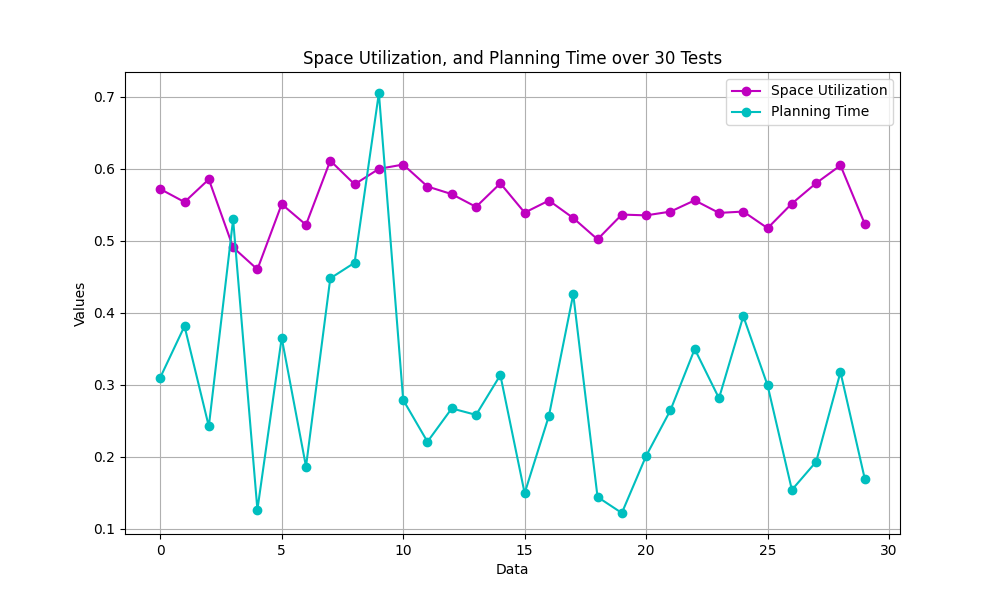 Space Utilization, and Planning Time over 30 Tests
Space Utilization
Planning Time
Values
0.7
0.6
0.5
0.4
0.3
0.2
0.1
0 5 10 15 20 25 30
Data